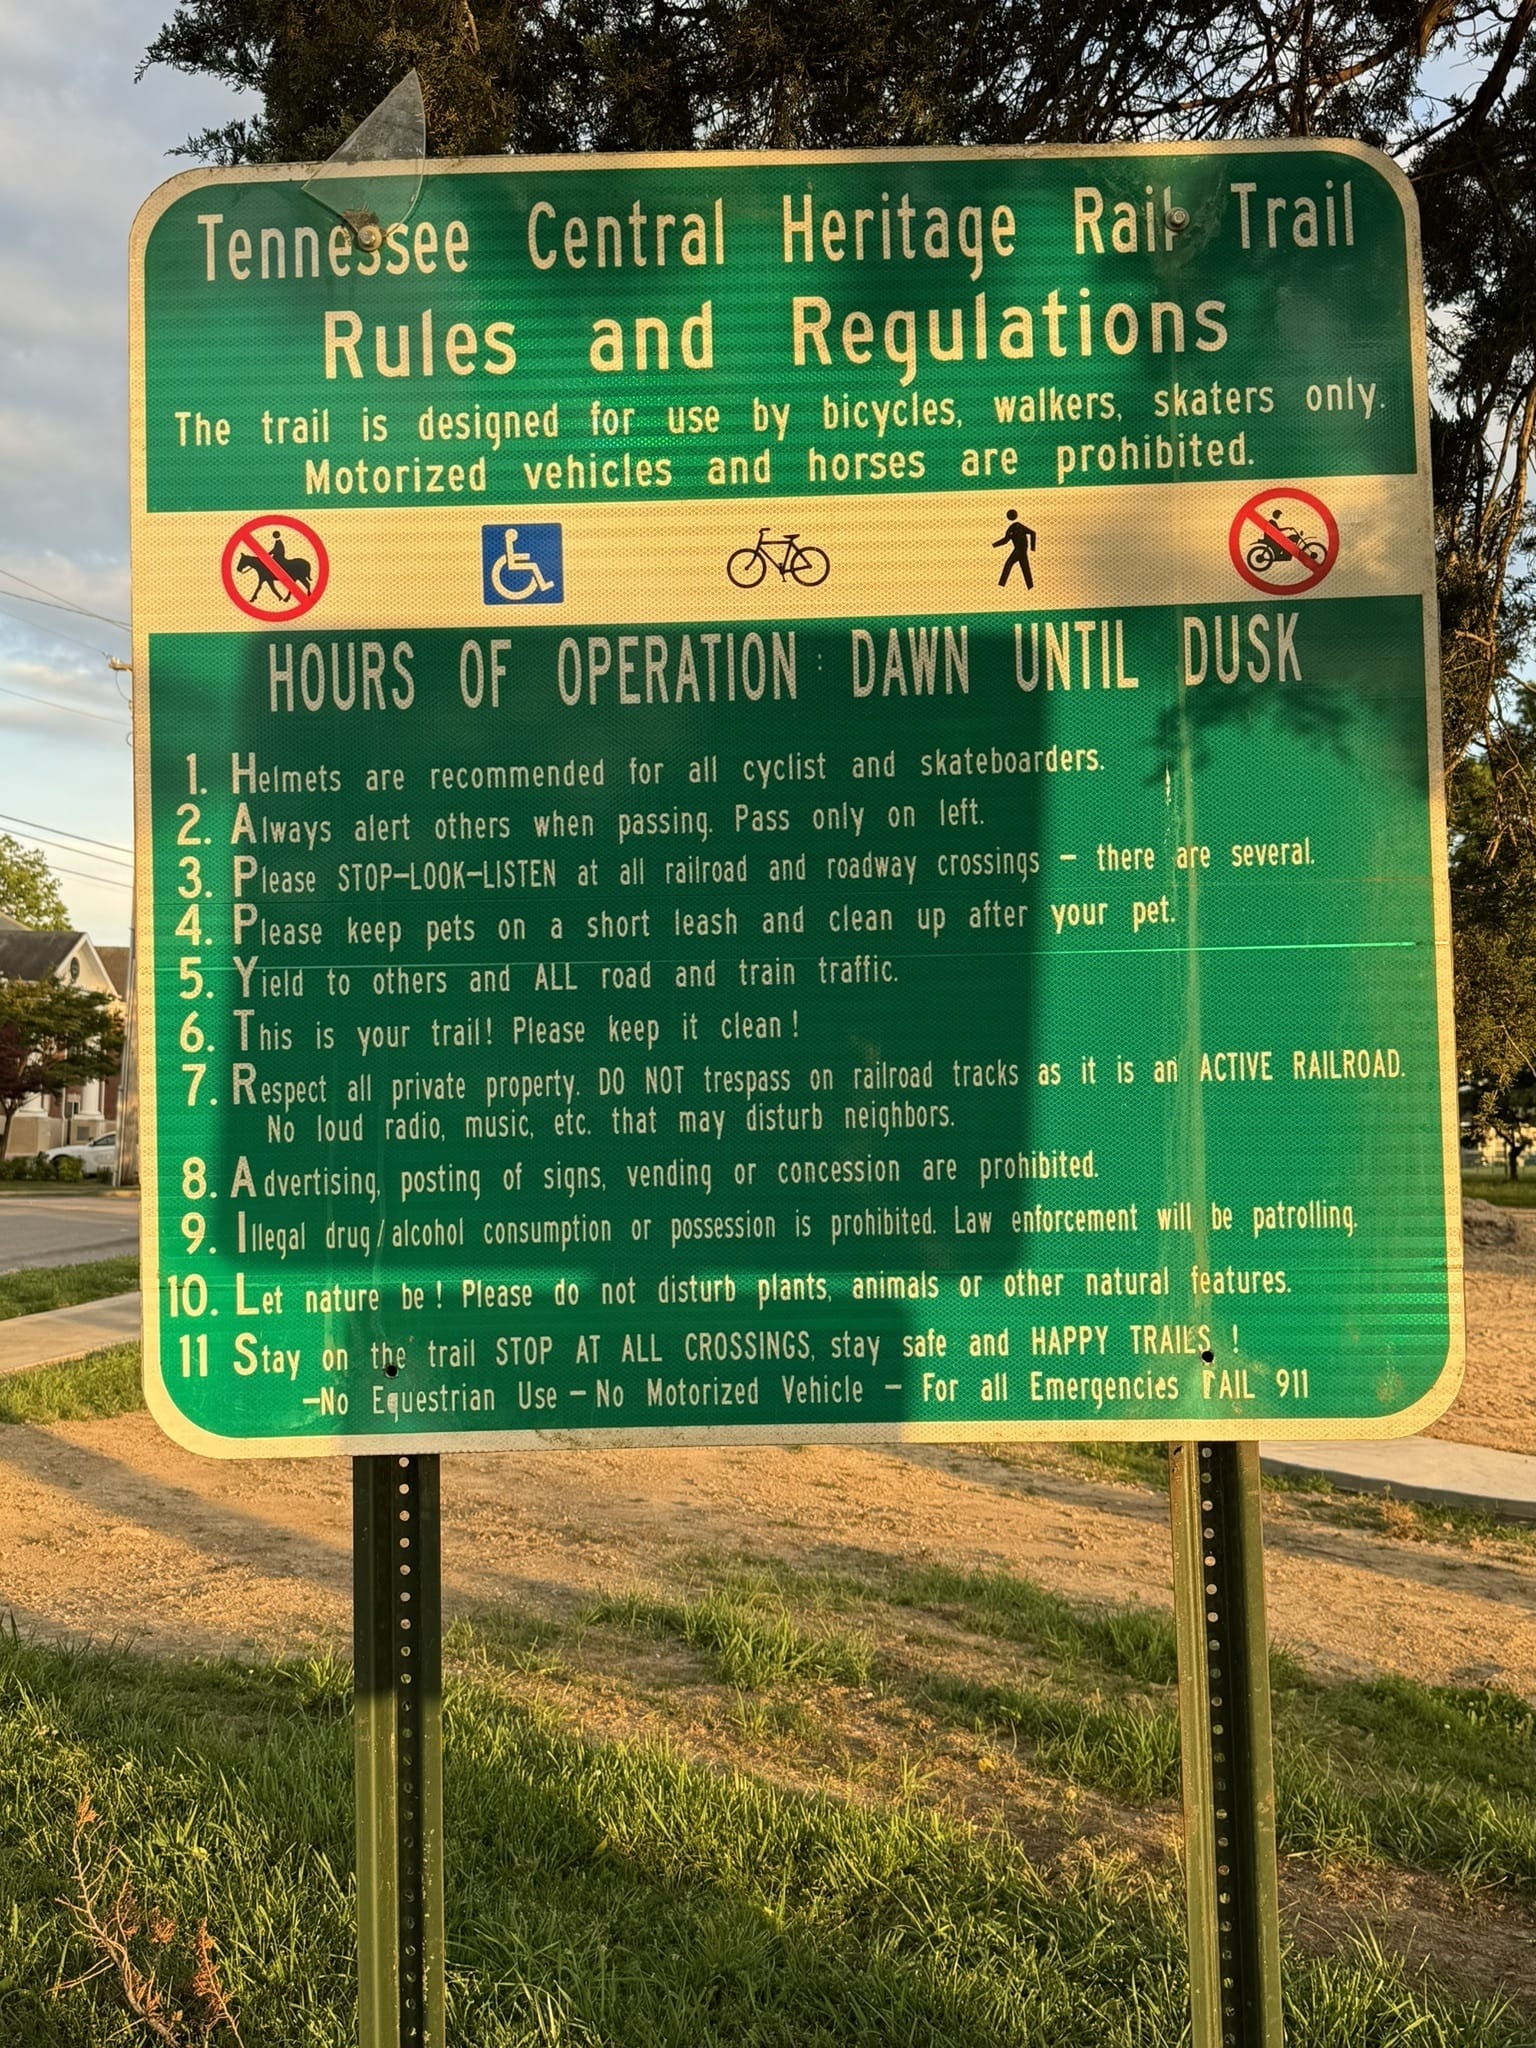 Tennessee Central Heritage Rail Trail
Rules and Regulations
The trail is designed for use by bicycles, walkers, skaters only.
Motorized vehicles and horses are prohibited.
HOURS OF OPERATION : DAWN UNTIL DUSK
1. Helmets are recommended for all cyclist and skateboarders.
2. Always alert others when passing. Pass only on left.
3. Please STOP-LOOK-LISTEN at all railroad and roadway crossings - there are several.
4. Please keep pets on a short leash and clean up after your pet.
5. Yield to others and ALL road and train traffic.
6. This is your trail! Please keep it clean!
7. Respect all private property. DO NOT trespass on railroad tracks as it is an ACTIVE RAILROAD.
No loud radio, music, etc. that may disturb neighbors.
8. Advertising, posting of signs, vending or concession are prohibited.
9. Illegal drug/alcohol consumption or possession is prohibited. Law enforcement will be patrolling.
10. Let nature be! Please do not disturb plants, animals or other natural features.
11 Stay on the trail STOP AT ALL CROSSINGS, stay safe and HAPPY TRAILS !
-No Equestrian Use - No Motorized Vehicle - For all Emergencies 911